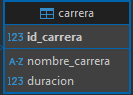 carrera
123 id_carrera
A-Z nombre_carrera
123 duracion